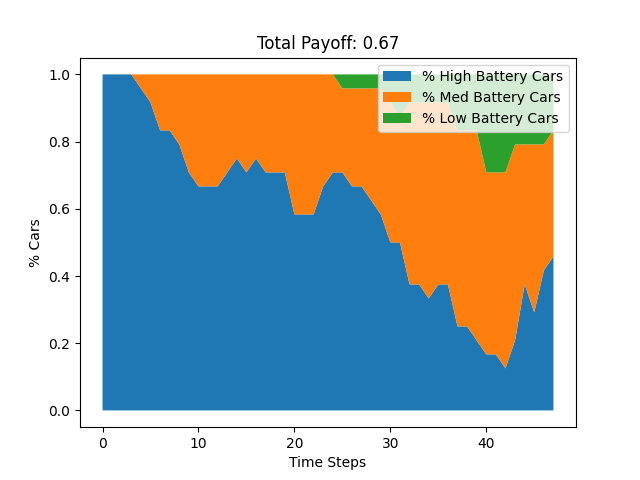 Total Payoff: 0.67
1.0
0.8
0.6
0.4
0.2
0.0
% Cars
% High Battery Cars
% Med Battery Cars
% Low Battery Cars
0 10 20 30 40
Time Steps